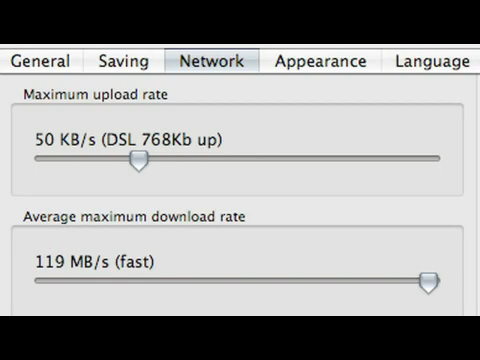 General Saving Network Appearance Language
Maximum upload rate
50 KB/s (DSL 768Kb up)
Average maximum download rate
119 MB/s (fast)